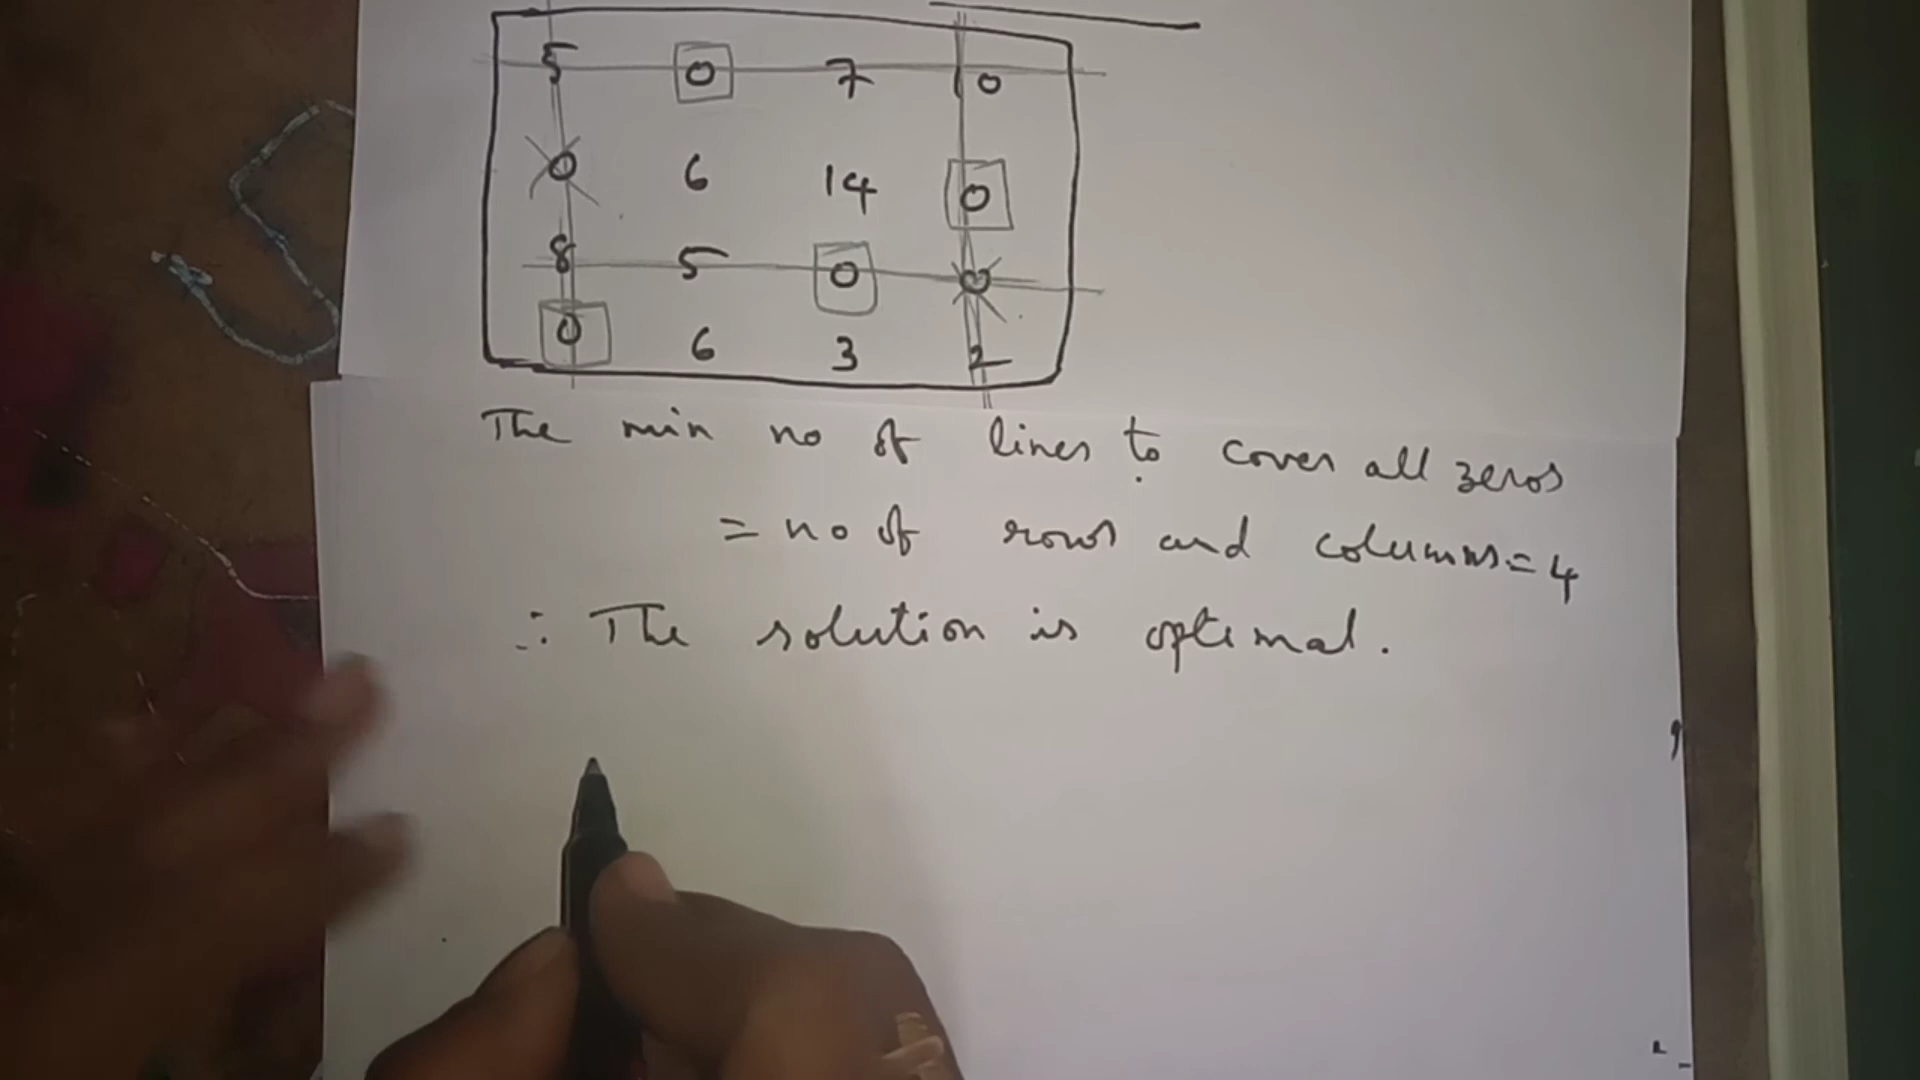 5 0 7 10
0 6 14 0
8 5 0 0
0 6 3 2
The min no of lines to cover all zeros
= no of rows and columns = 4
∴ The solution is optimal.